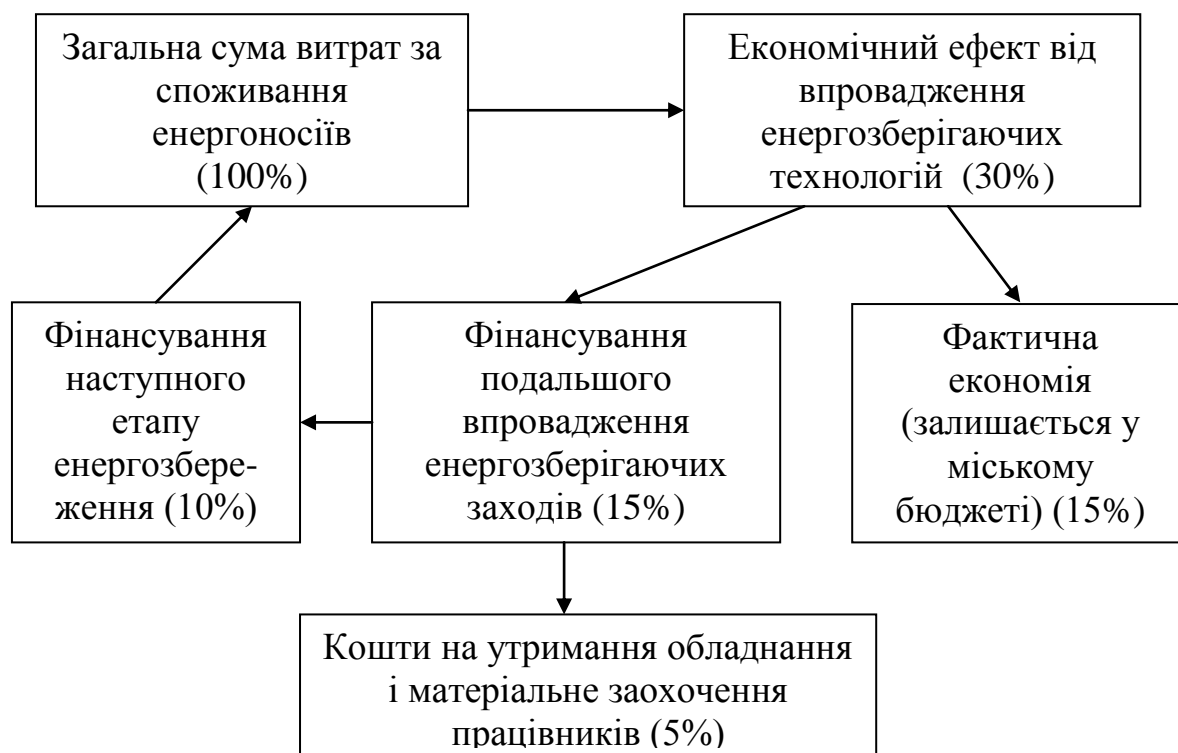 Загальна сума витрат за
споживання
енергоносіїв
(100%)
Економічний ефект від
впровадження
енергозберігаючих
технологій (30%)
Фінансування
наступного
етапу
енергозбере-
ження (10%)
Фінансування
подальшого
впровадження
енергозберігаючих
заходів (15%)
Фактична
економія
(залишається у
міському
бюджеті) (15%)
Кошти на утримання обладнання
і матеріальне заохочення
працівників (5%)